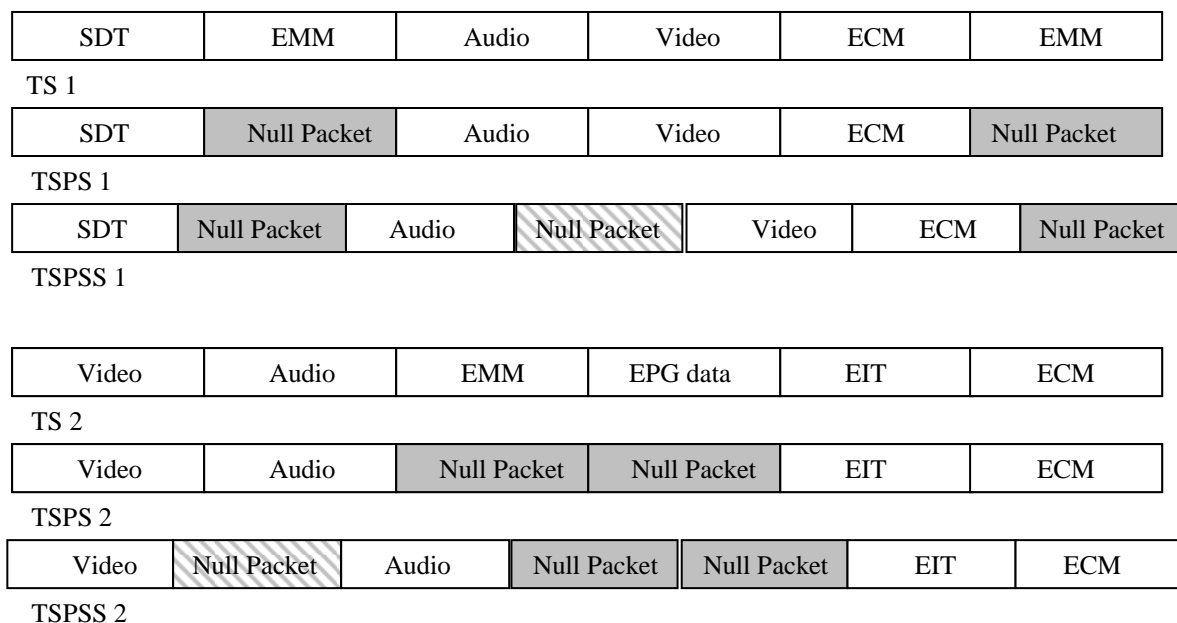 SDT EMM Audio Video ECM EMM
TS 1
SDT Null Packet Audio Video ECM Null Packet
TSPS 1
SDT Null Packet Audio Null Packet Video ECM Null Packet
TSPSS 1
Video Audio EMM EPG data EIT ECM
TS 2
Video Audio Null Packet Null Packet EIT ECM
TSPS 2
Video Null Packet Audio Null Packet Null Packet EIT ECM
TSPSS 2